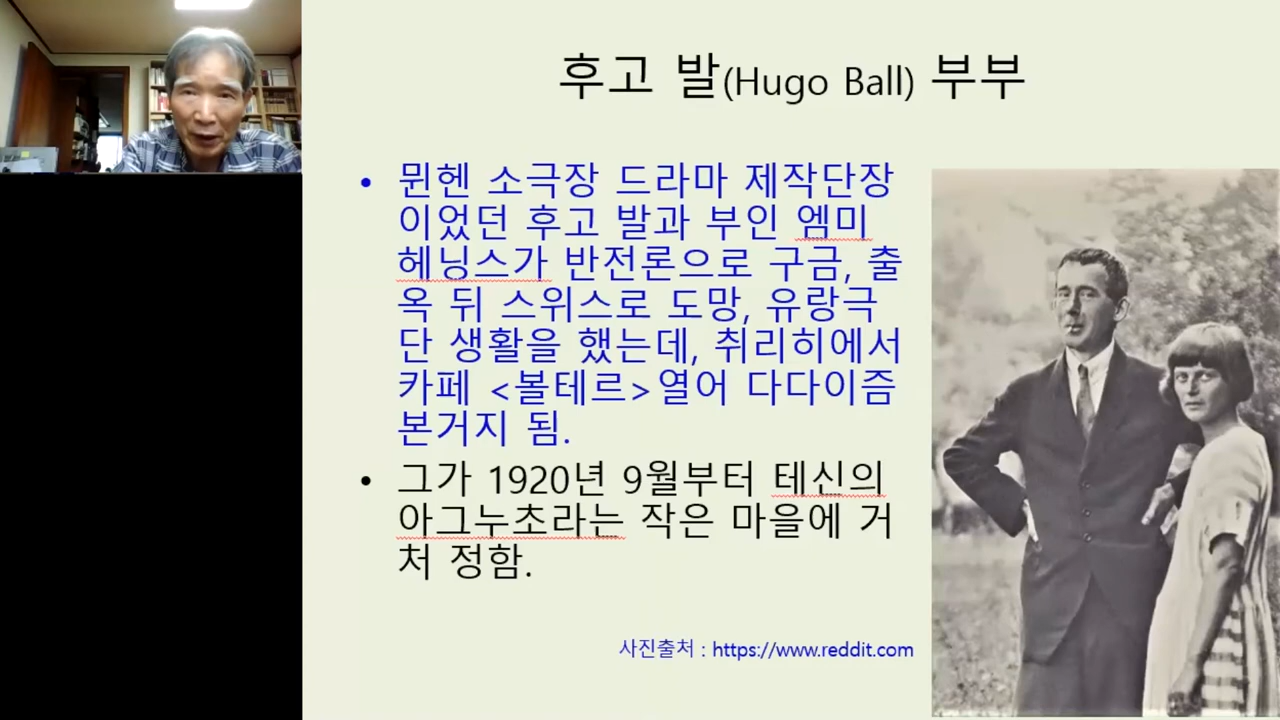 후고 발(Hugo Ball) 부부
• 뮌헨 소극장 드라마 제작단장
이었던 후고 발과 부인 엠미
헤닝스가 반전론으로 구금, 출
옥 뒤 스위스로 도망, 유랑극
단 생활을 했는데, 취리히에서
카페 <볼테르>열어 다다이즘
본거지 됨.
• 그가 1920년 9월부터 테신의
아그누초라는 작은 마을에 거
처 정함.
사진출처 : https://www.reddit.com